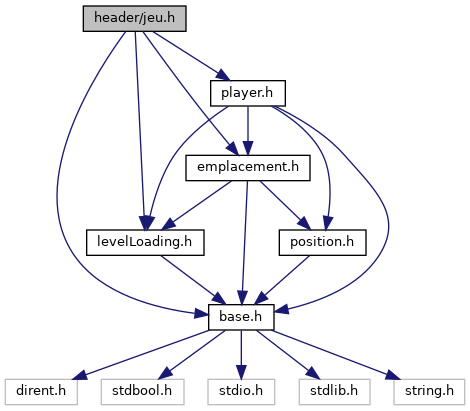 header/jeu.h
player.h
emplacement.h
levelLoading.h
position.h
base.h
dirent.h
stdbool.h
stdio.h
stdlib.h
string.h